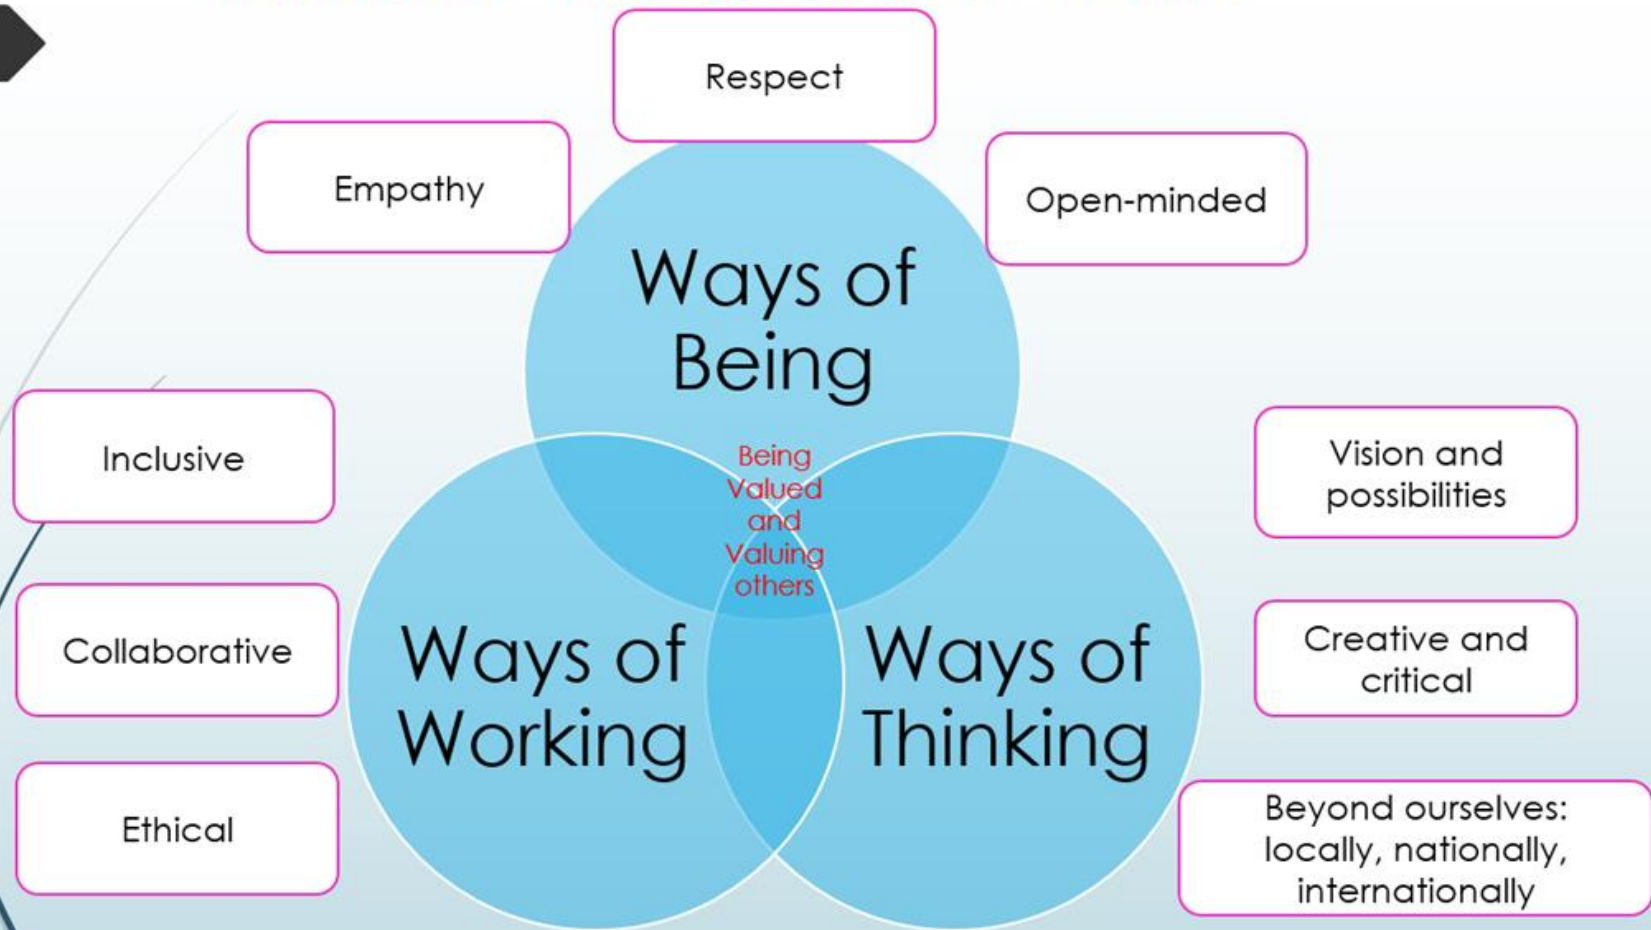 Respect
Empathy
Open-minded
Ways of
Being
Inclusive
Collaborative
Ethical
Being
Valued
and
Valuing
others
Ways of
Working
Ways of
Thinking
Vision and
possibilities
Creative and
critical
Beyond ourselves:
locally, nationally,
internationally